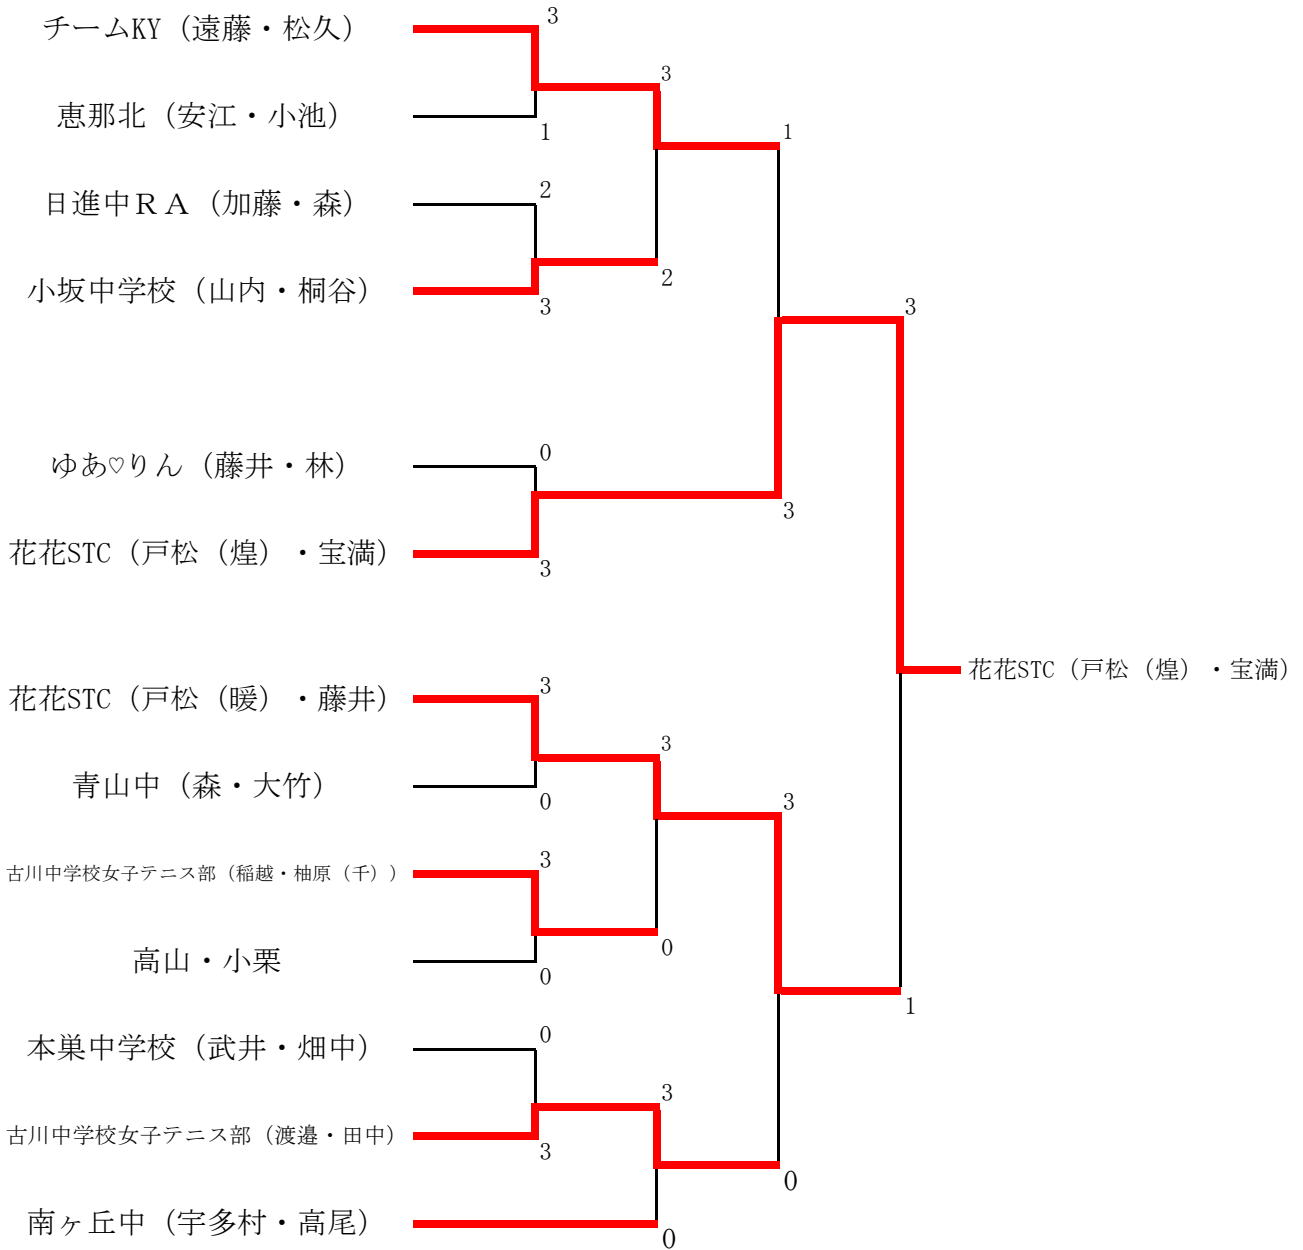 チームKY（遠藤・松久）
3
3
恵那北（安江・小池）
1
1
日進中ＲＡ（加藤・森）
2
小坂中学校（山内・桐谷）
3
2
3
ゆあ♡りん（藤井・林）
0
花花STC（戸松（煌）・宝満）
3
3
花花STC（戸松（煌）・宝満）
花花STC（戸松（暖）・藤井）
3
3
青山中（森・大竹）
0
3
古川中学校女子テニス部（稲越・柚原（千））
3
0
高山・小栗
0
1
本巣中学校（武井・畑中）
0
3
古川中学校女子テニス部（渡邉・田中）
3
0
南ヶ丘中（宇多村・高尾）
0